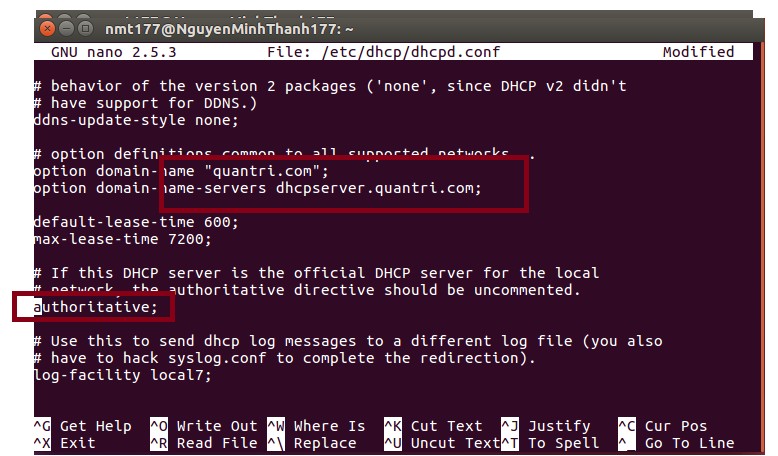 nmt177@NguyenMinhThanh177: ~
GNU nano 2.5.3 File: /etc/dhcp/dhcpd.conf Modified
# behavior of the version 2 packages ('none', since DHCP v2 didn't
# have support for DDNS.)
ddns-update-style none;
# option definitions common to all supported networks...
option domain-name "quantri.com";
option domain-name-servers dhcpserver.quantri.com;
default-lease-time 600;
max-lease-time 7200;
# If this DHCP server is the official DHCP server for the local
# network, the authoritative directive should be uncommented.
authoritative;
# Use this to send dhcp log messages to a different log file (you also
# have to hack syslog.conf to complete the redirection).
log-facility local7;
^G Get Help ^O Write Out ^W Where Is ^K Cut Text ^J Justify ^C Cur Pos
^X Exit ^R Read File ^\ Replace ^U Uncut Text ^T To Spell ^_ Go To Line